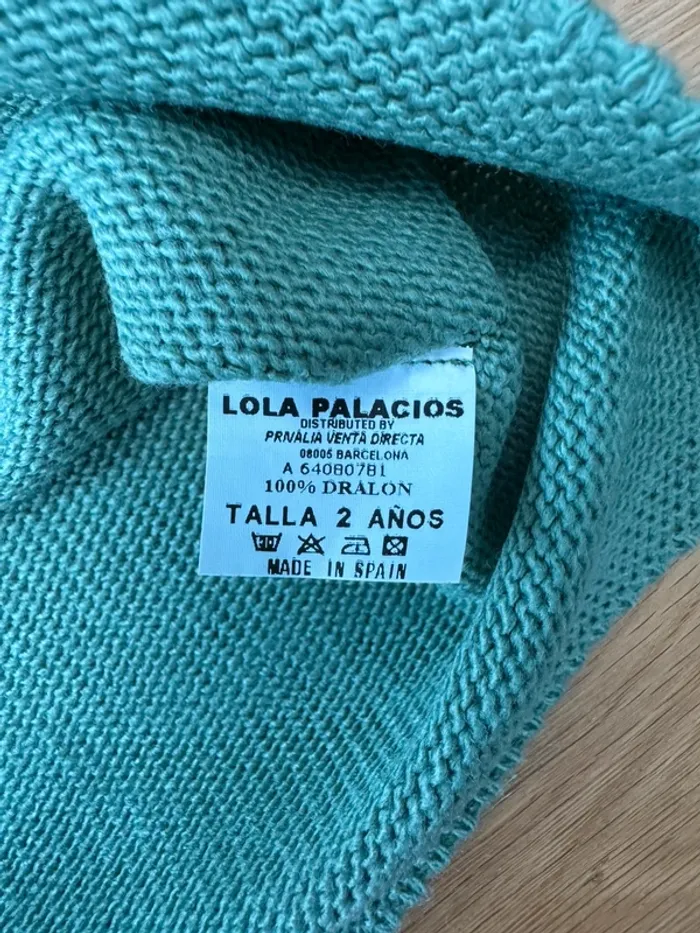 LOLA PALACIOS
DISTRIBUTED BY
PRIVALIA VENTA DIRECTA
08005 BARCELONA
A 64080781
100% DRALON
TALLA 2 AÑOS
MADE IN SPAIN